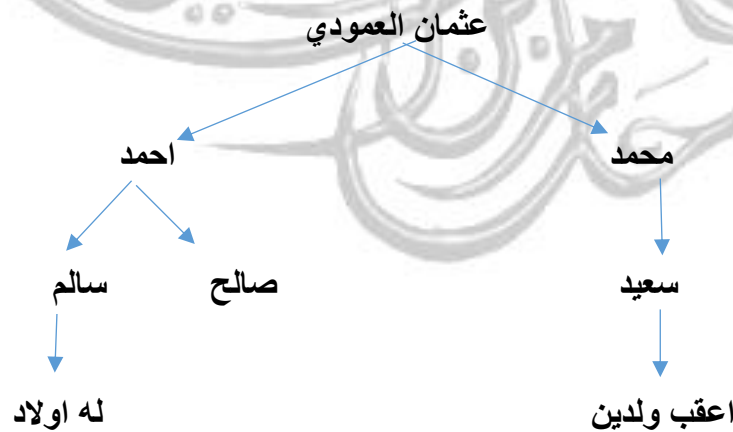 عثمان العمودي
محمد
احمد
سعيد
صالح
سالم
اعقب ولدين
له اولاد